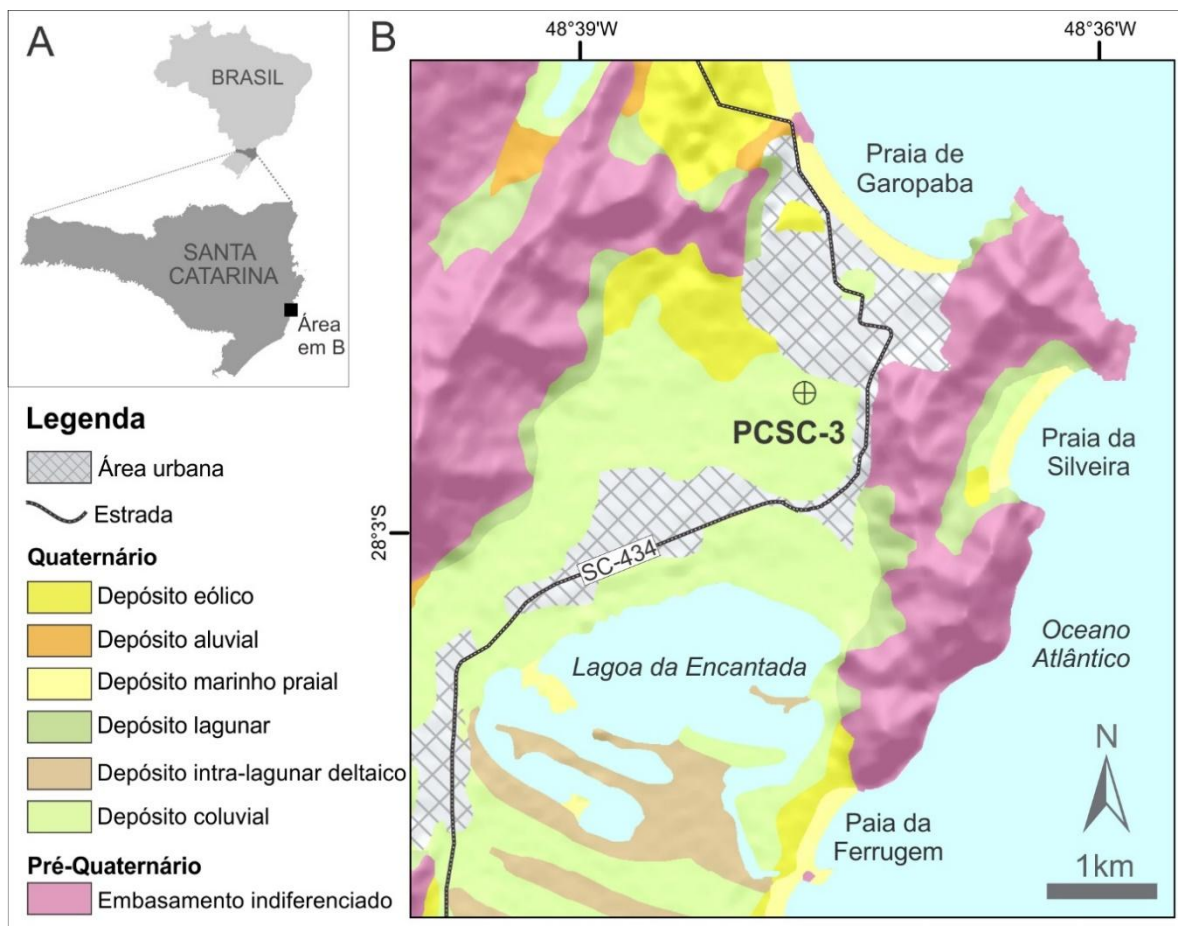 A
BRASIL
SANTA
CATARINA
Área
em B
Legenda
Área urbana
Estrada
Quaternário
Depósito eólico
Depósito aluvial
Depósito marinho praial
Depósito lagunar
Depósito intra-lagunar deltaico
Depósito coluvial
Pré-Quaternário
Embasamento indiferenciado
B
48°39'W
48°36'W
28°3'S
Praia de
Garopaba
PCSC-3
Praia da
Silveira
SC-434
Oceano
Atlântico
Lagoa da Encantada
Paia da
Ferrugem
N
1km